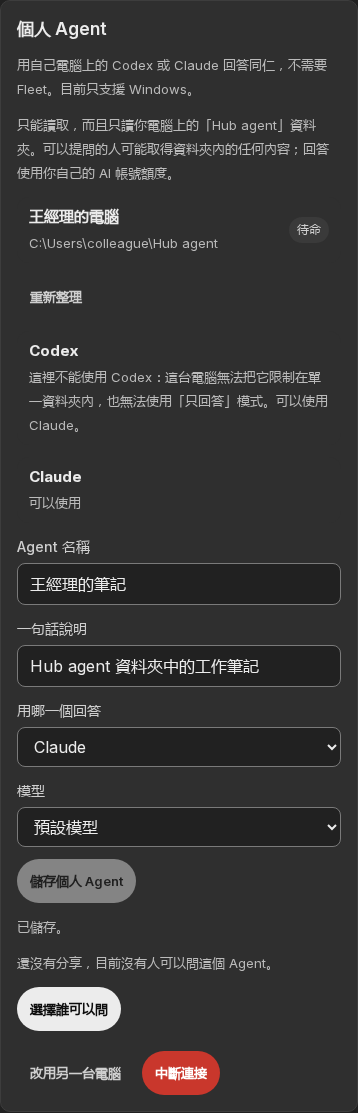 個人 Agent
用自己電腦上的 Codex 或 Claude 回答同仁，不需要
Fleet。目前只支援 Windows。
只能讀取，而且只讀你電腦上的「Hub agent」資料
夾。可以提問的人可能取得資料夾內的任何內容；回答
使用你自己的 AI 帳號額度。
王經理的電腦
C:\Users\colleague\Hub agent
待命
重新整理
Codex
這裡不能使用 Codex：這台電腦無法把它限制在單
一資料夾內，也無法使用「只回答」模式。可以使用
Claude。
Claude
可以使用
Agent 名稱
王經理的筆記
一句話說明
Hub agent 資料夾中的工作筆記
用哪一個回答
Claude
模型
預設模型
儲存個人 Agent
已儲存。
還沒有分享，目前沒有人可以問這個 Agent。
選擇誰可以問
改用另一台電腦
中斷連接